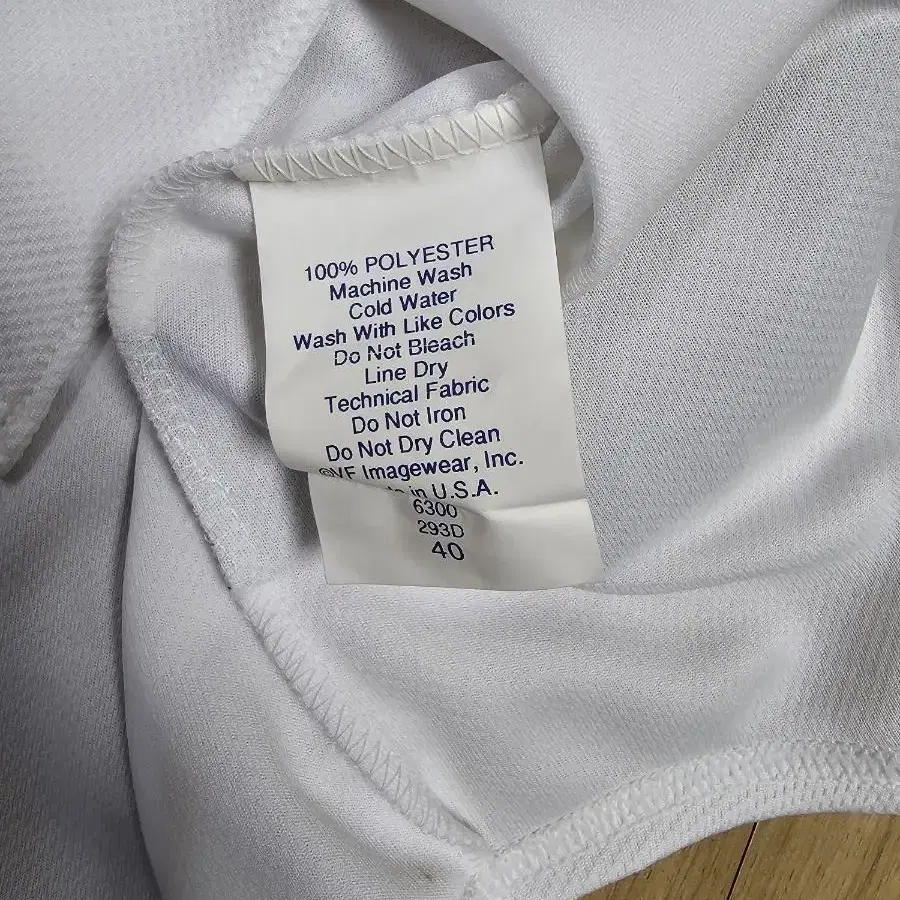 100% POLYESTER
Machine Wash
Cold Water
Wash With Like Colors
Do Not Bleach
Line Dry
Technical Fabric
Do Not Iron
Do Not Dry Clean
©VF Imagewear, Inc.
in U.S.A.
6300
293D
40